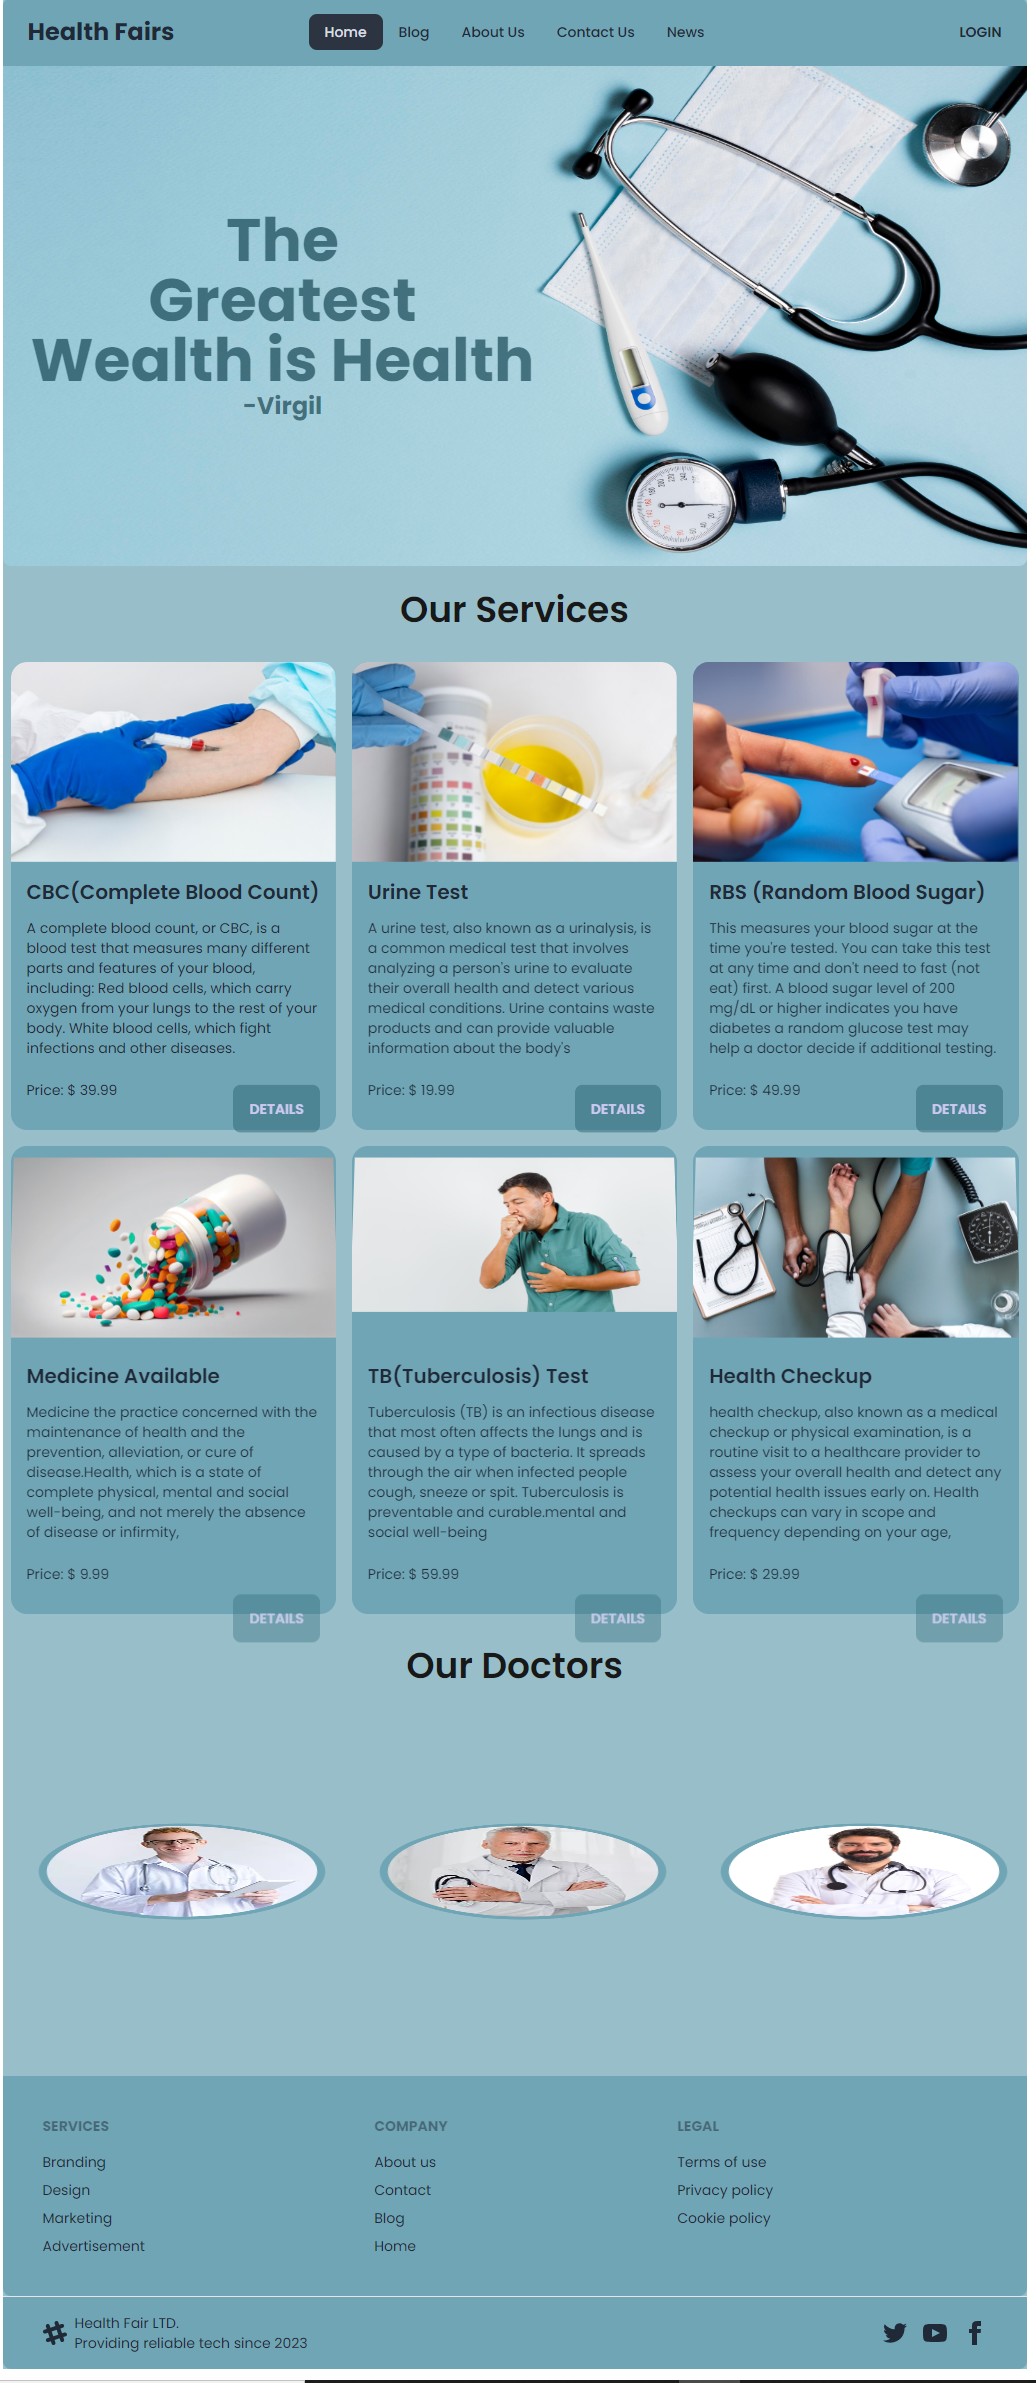 Health Fairs
Home
Blog
About Us
Contact Us
News
LOGIN
The
Greatest
Wealth is Health
-Virgil
Our Services
CBC(Complete Blood Count)
A complete blood count, or CBC, is a
blood test that measures many different
parts and features of your blood,
including: Red blood cells, which carry
oxygen from your lungs to the rest of your
body. White blood cells, which fight
infections and other diseases.
Price: $ 39.99
DETAILS
Urine Test
A urine test, also known as a urinalysis, is
a common medical test that involves
analyzing a person's urine to evaluate
their overall health and detect various
medical conditions. Urine contains waste
products and can provide valuable
information about the body's
Price: $ 19.99
DETAILS
RBS (Random Blood Sugar)
This measures your blood sugar at the
time you're tested. You can take this test
at any time and don't need to fast (not
eat) first. A blood sugar level of 200
mg/dL or higher indicates you have
diabetes a random glucose test may
help a doctor decide if additional testing.
Price: $ 49.99
DETAILS
Medicine Available
Medicine the practice concerned with the
maintenance of health and the
prevention, alleviation, or cure of
disease.Health, which is a state of
complete physical, mental and social
well-being, and not merely the absence
of disease or infirmity,
Price: $ 9.99
DETAILS
TB(Tuberculosis) Test
Tuberculosis (TB) is an infectious disease
that most often affects the lungs and is
caused by a type of bacteria. It spreads
through the air when infected people
cough, sneeze or spit. Tuberculosis is
preventable and curable.mental and
social well-being
Price: $ 59.99
DETAILS
Health Checkup
health checkup, also known as a medical
checkup or physical examination, is a
routine visit to a healthcare provider to
assess your overall health and detect any
potential health issues early on. Health
checkups can vary in scope and
frequency depending on your age,
Price: $ 29.99
DETAILS
Our Doctors
SERVICES
Branding
Design
Marketing
Advertisement
COMPANY
About us
Contact
Blog
Home
LEGAL
Terms of use
Privacy policy
Cookie policy
Health Fair LTD.
Providing reliable tech since 2023